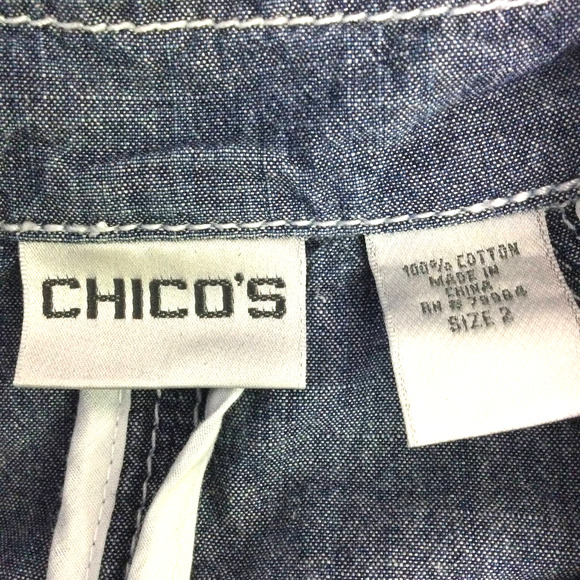 CHICO'S
100% COTTON
MADE IN
CHINA
RN # 79984
SIZE 2